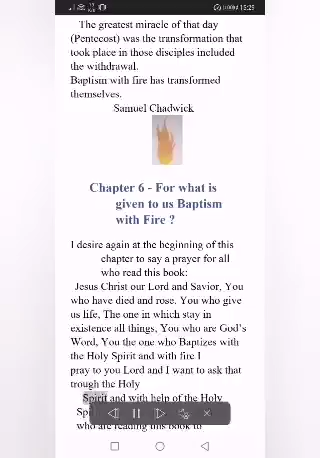 15:29
The greatest miracle of that day
(Pentecost) was the transformation that
took place in those disciples included
the withdrawal.
Baptism with fire has transformed
themselves.
Samuel Chadwick
Chapter 6 - For what is
given to us Baptism
with Fire ?
I desire again at the beginning of this
chapter to say a prayer for all
who read this book:
Jesus Christ our Lord and Savior, You
who have died and rose. You who give
us life, The one in which stay in
existence all things, You who are God's
Word, You the one who Baptizes with
the Holy Spirit and with fire.I
pray to you Lord and I want to ask that
trough the Holy
Spirit and with help of the Holy
who are reading this book to